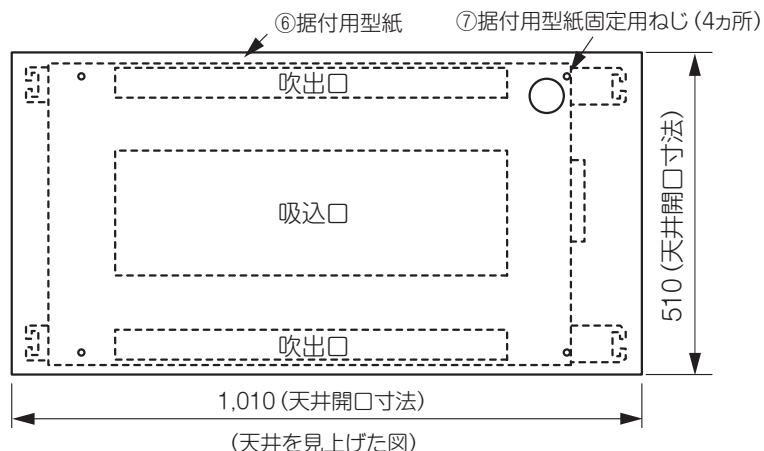 ⑥据付用型紙
⑦据付用型紙固定用ねじ(4ヵ所)
吹出口
吸込口
吹出口
510(天井開口寸法)
1,010(天井開口寸法)
(天井を見上げた図)